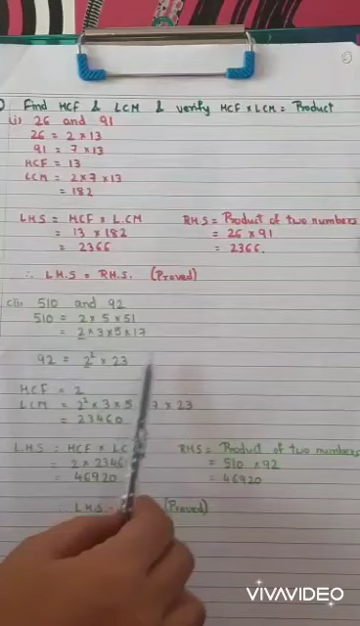 Find HCF & LCM & verify HCF × LCM = Product
(i) 26 and 91
26 = 2 × 13
91 = 7 × 13
HCF = 13
LCM = 2 × 7 × 13
= 182
LHS = HCF × L.CM
= 13 × 182
= 2366
RHS = Product of two numbers
= 26 × 91
= 2366.
∴ L.H.S = R.H.S. (Proved)
(ii) 510 and 92
510 = 2 × 5 × 51
= 2 × 3 × 5 × 17
92 = 2² × 23
HCF = 2
LCM = 2² × 3 × 5 7 × 23
= 23460
L.H.S = HCF × LC
= 2 × 2346
= 46920
RHS = Product of two numbers
= 510 × 92
= 46920
∴ L.H.S. (Proved)
VIVAVIDEO